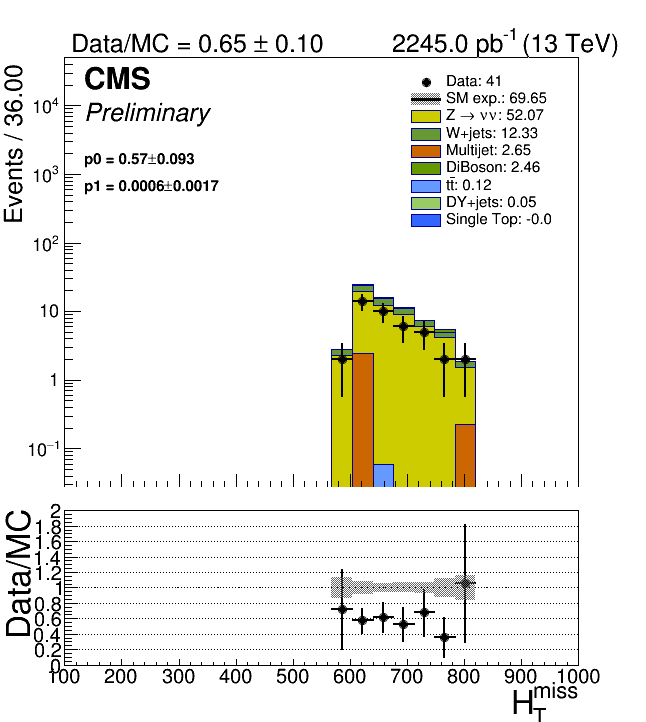 Data/MC = 0.65 ± 0.10 2245.0 pb⁻¹ (13 TeV)
CMS
Preliminary
p0 = 0.57±0.093
p1 = 0.0006±0.0017
Data: 41
SM exp.: 69.65
Z → νν: 52.07
W+jets: 12.33
Multijet: 2.65
DiBoson: 2.46
tt̄: 0.12
DY+jets: 0.05
Single Top: -0.0
Events / 36.00
10⁴
10³
10²
10
1
10⁻¹
Data/MC
2
1.8
1.6
1.4
1.2
1
0.8
0.6
0.4
0.2
0
100 200 300 400 500 600 700 800 900 1000
H_T^miss